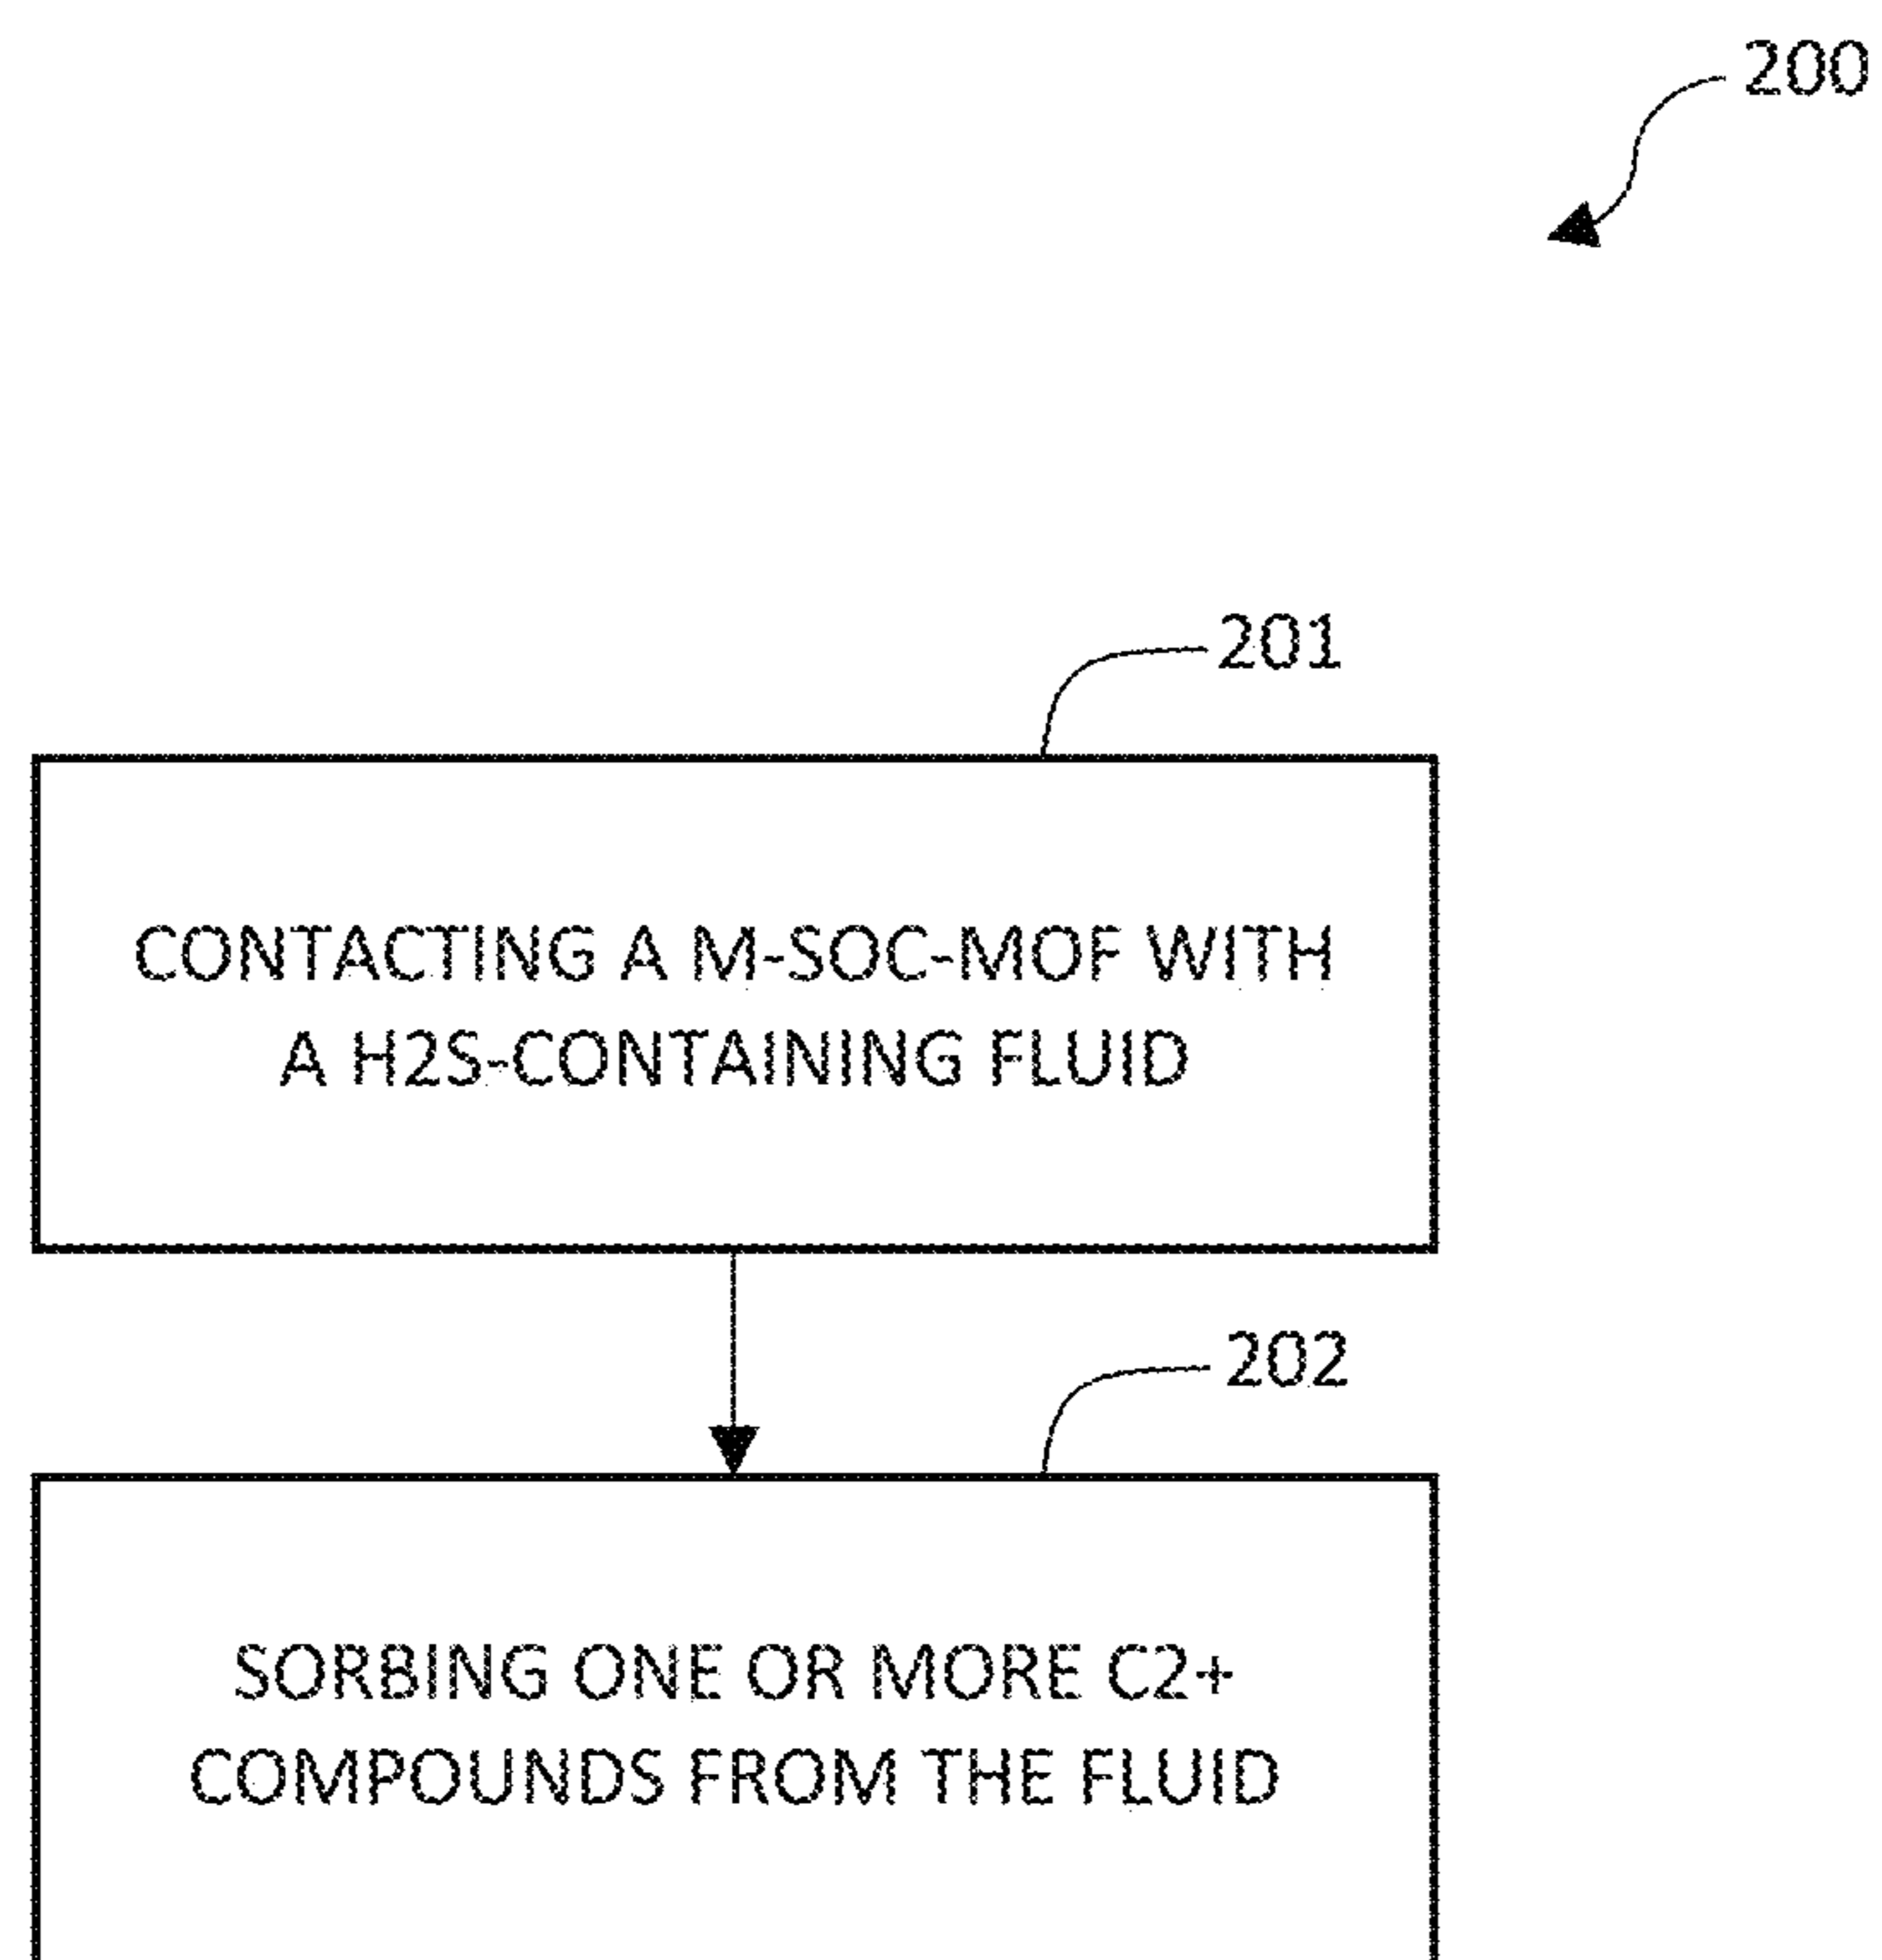 200
201
CONTACTING A M-SOC-MOF WITH
A H2S-CONTAINING FLUID
202
SORBING ONE OR MORE C2+
COMPOUNDS FROM THE FLUID